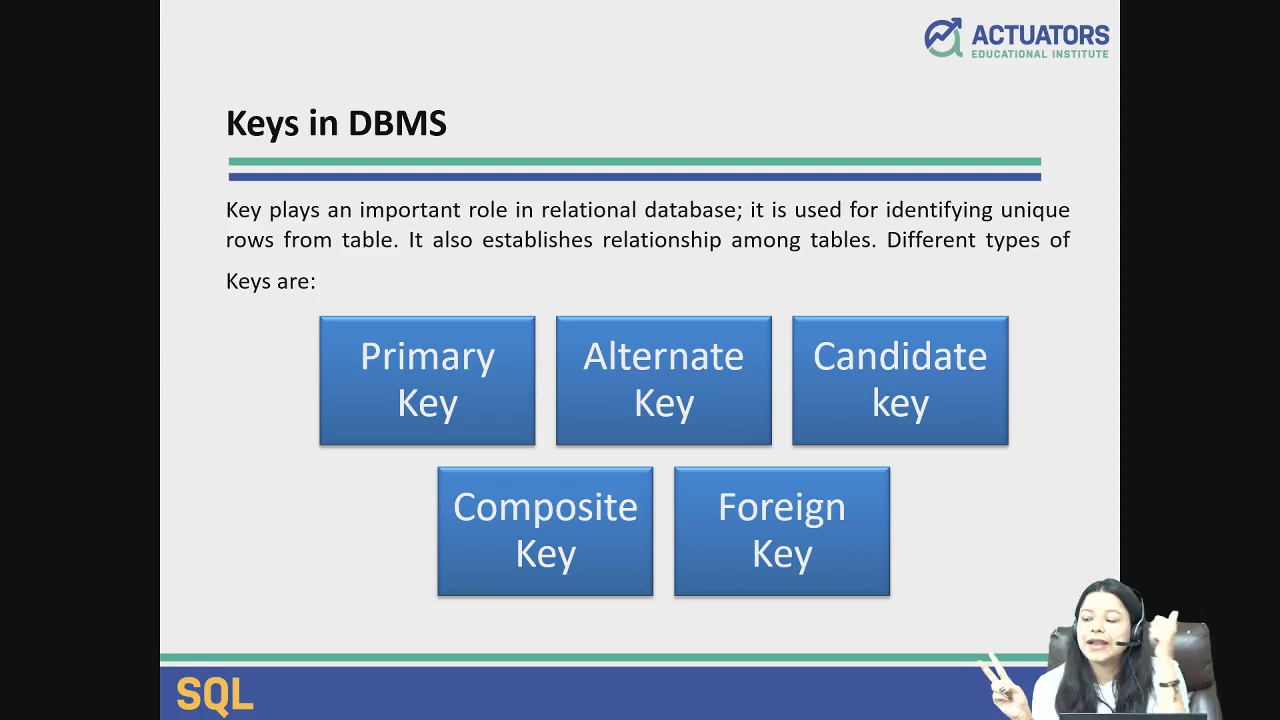 ACTUATORS
EDUCATIONAL INSTITUTE
Keys in DBMS
Key plays an important role in relational database; it is used for identifying unique
rows from table. It also establishes relationship among tables. Different types of
Keys are:
Primary
Key
Alternate
Key
Candidate
key
Composite
Key
Foreign
Key
SQL